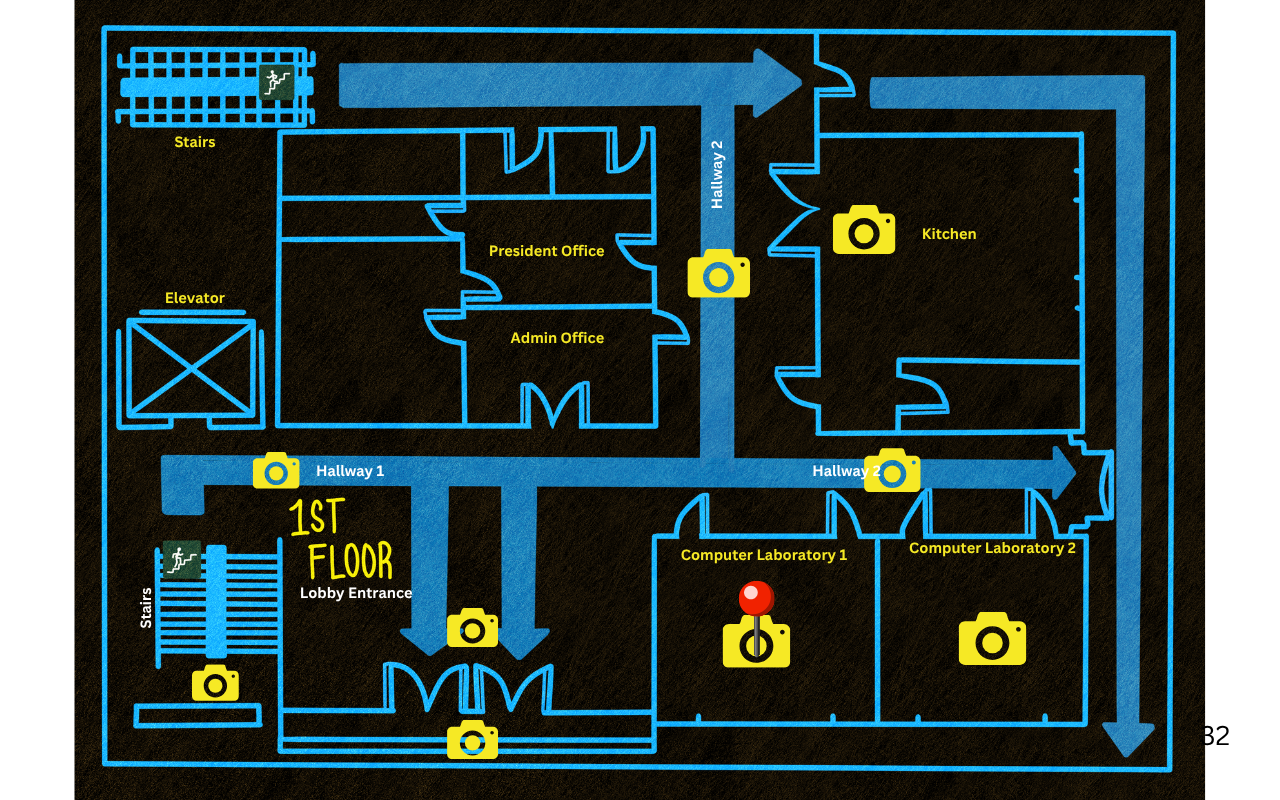 Stairs
Hallway 2
President Office
Kitchen
Elevator
Admin Office
Hallway 1
Hallway 2
1ST
FLOOR
Lobby Entrance
Computer Laboratory 1
Computer Laboratory 2
Stairs
32